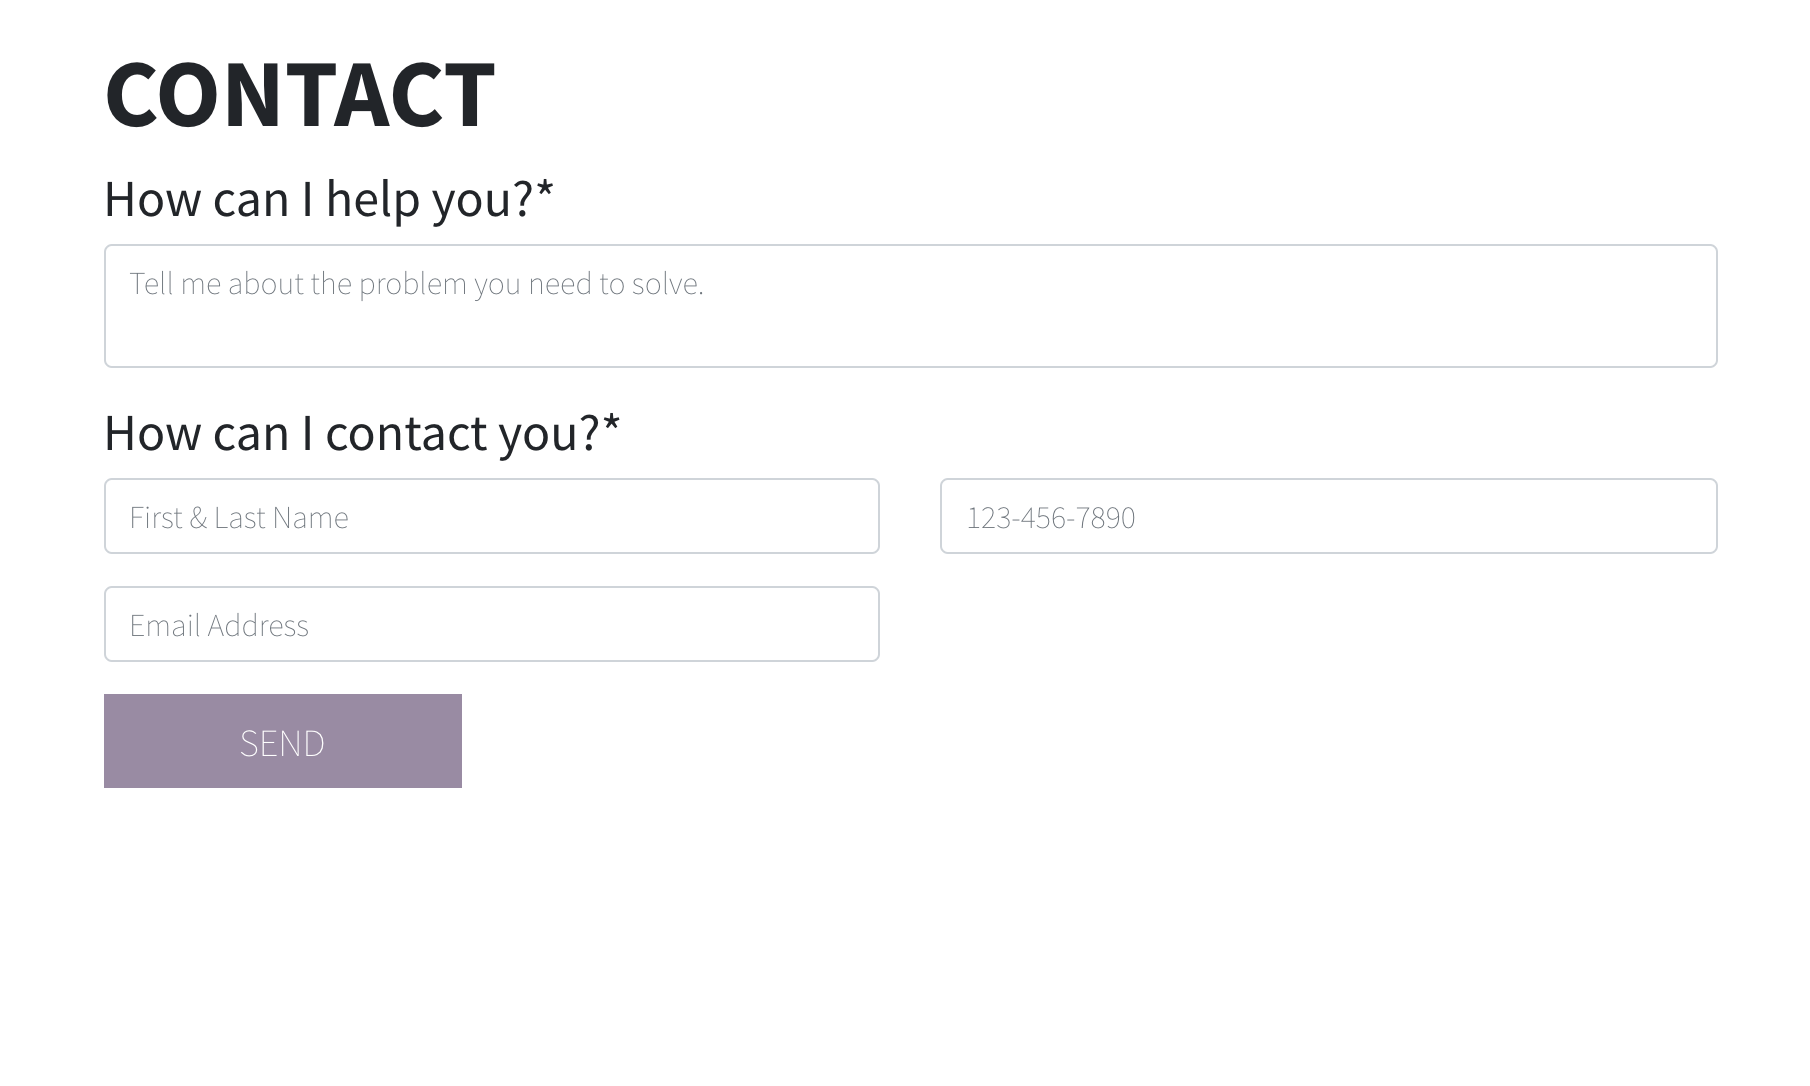 CONTACT
How can I help you?*
Tell me about the problem you need to solve.
How can I contact you?*
First & Last Name
123-456-7890
Email Address
SEND